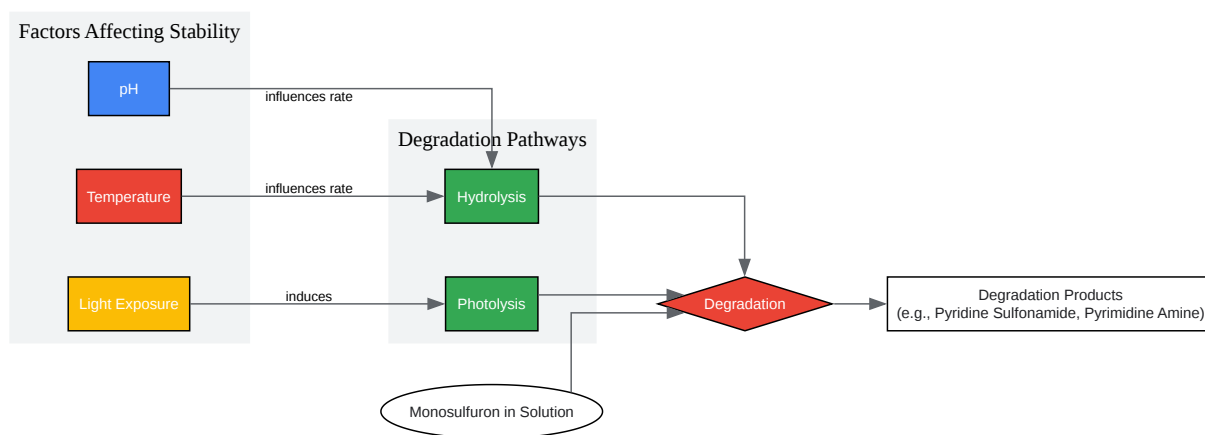 Factors Affecting Stability
pH
influences rate
Degradation Pathways
Temperature
influences rate
Hydrolysis
Light Exposure
induces
Photolysis
Degradation
Degradation Products
(e.g., Pyridine Sulfonamide, Pyrimidine Amine)
Monosulfuron in Solution